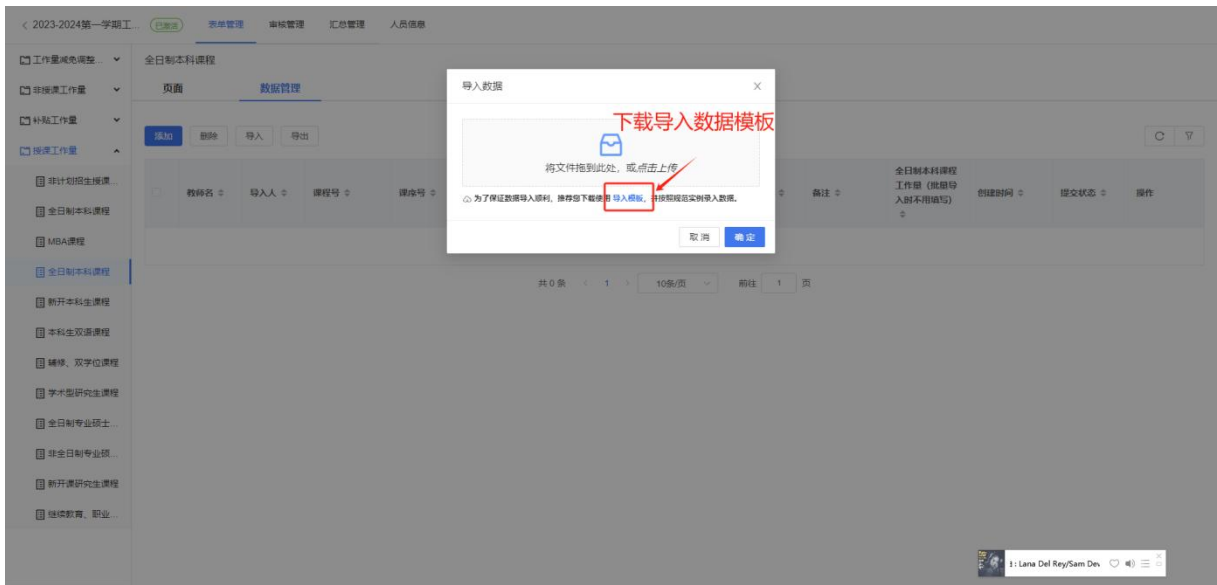 < 2023-2024第一学期工... 已激活 表单管理 审核管理 汇总管理 人员信息
工作量减免调整...
非授课工作量
补贴工作量
授课工作量
非计划招生授课...
全日制本科课程
MBA课程
全日制本科课程
新开本科生课程
本科生双语课程
辅修、双学位课程
学术型研究生课程
全日制专业硕士...
非全日制专业硕...
新开课研究生课程
继续教育、职业...
全日制本科课程
页面 数据管理
添加 删除 导入 导出
教师名 导入人 课程号 课序号 备注 全日制本科课程
工作量（批量导
入时不用填写）
创建时间 提交状态 操作
共 0 条 < 1 > 10条/页 前往 1 页
导入数据 ×
下载导入数据模板
将文件拖到此处，或点击上传
为了保证数据导入顺利，推荐您下载使用 导入模板，并按照规范实例录入数据。
取 消 确 定
: Lana Del Rey/Sam Dev